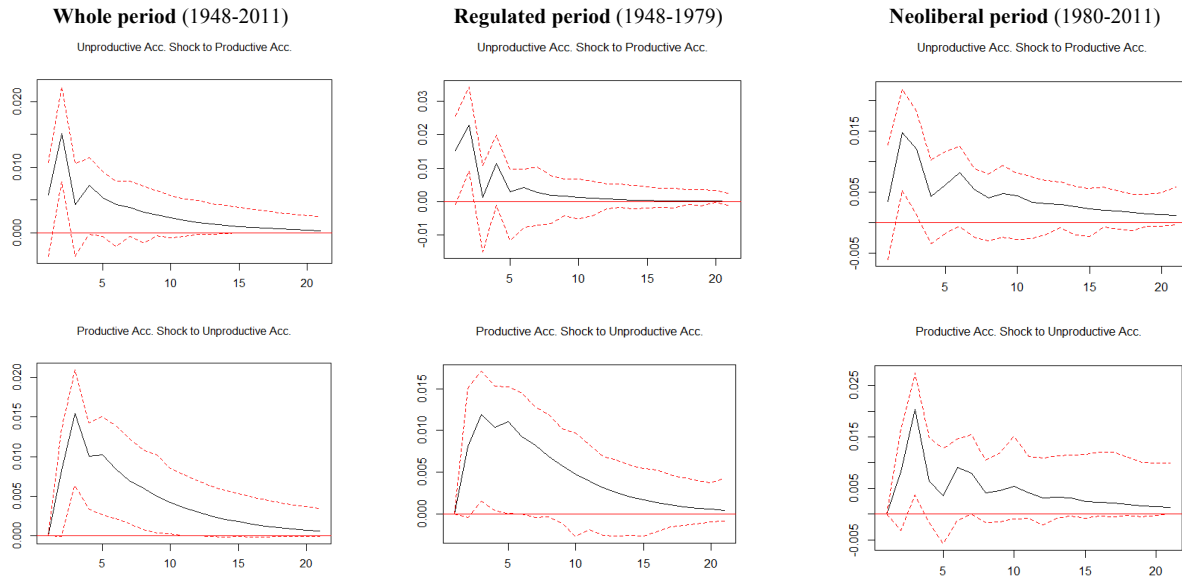 Whole period (1948-2011)
Regulated period (1948-1979)
Neoliberal period (1980-2011)
Unproductive Acc. Shock to Productive Acc.
Unproductive Acc. Shock to Productive Acc.
Unproductive Acc. Shock to Productive Acc.
0.020
0.010
0.000
5 10 15 20
0.03
0.02
0.01
0.00
-0.01
5 10 15 20
0.015
0.005
-0.005
5 10 15 20
Productive Acc. Shock to Unproductive Acc.
Productive Acc. Shock to Unproductive Acc.
Productive Acc. Shock to Unproductive Acc.
0.020
0.015
0.010
0.005
0.000
5 10 15 20
0.015
0.010
0.005
0.000
5 10 15 20
0.025
0.015
0.005
-0.005
5 10 15 20